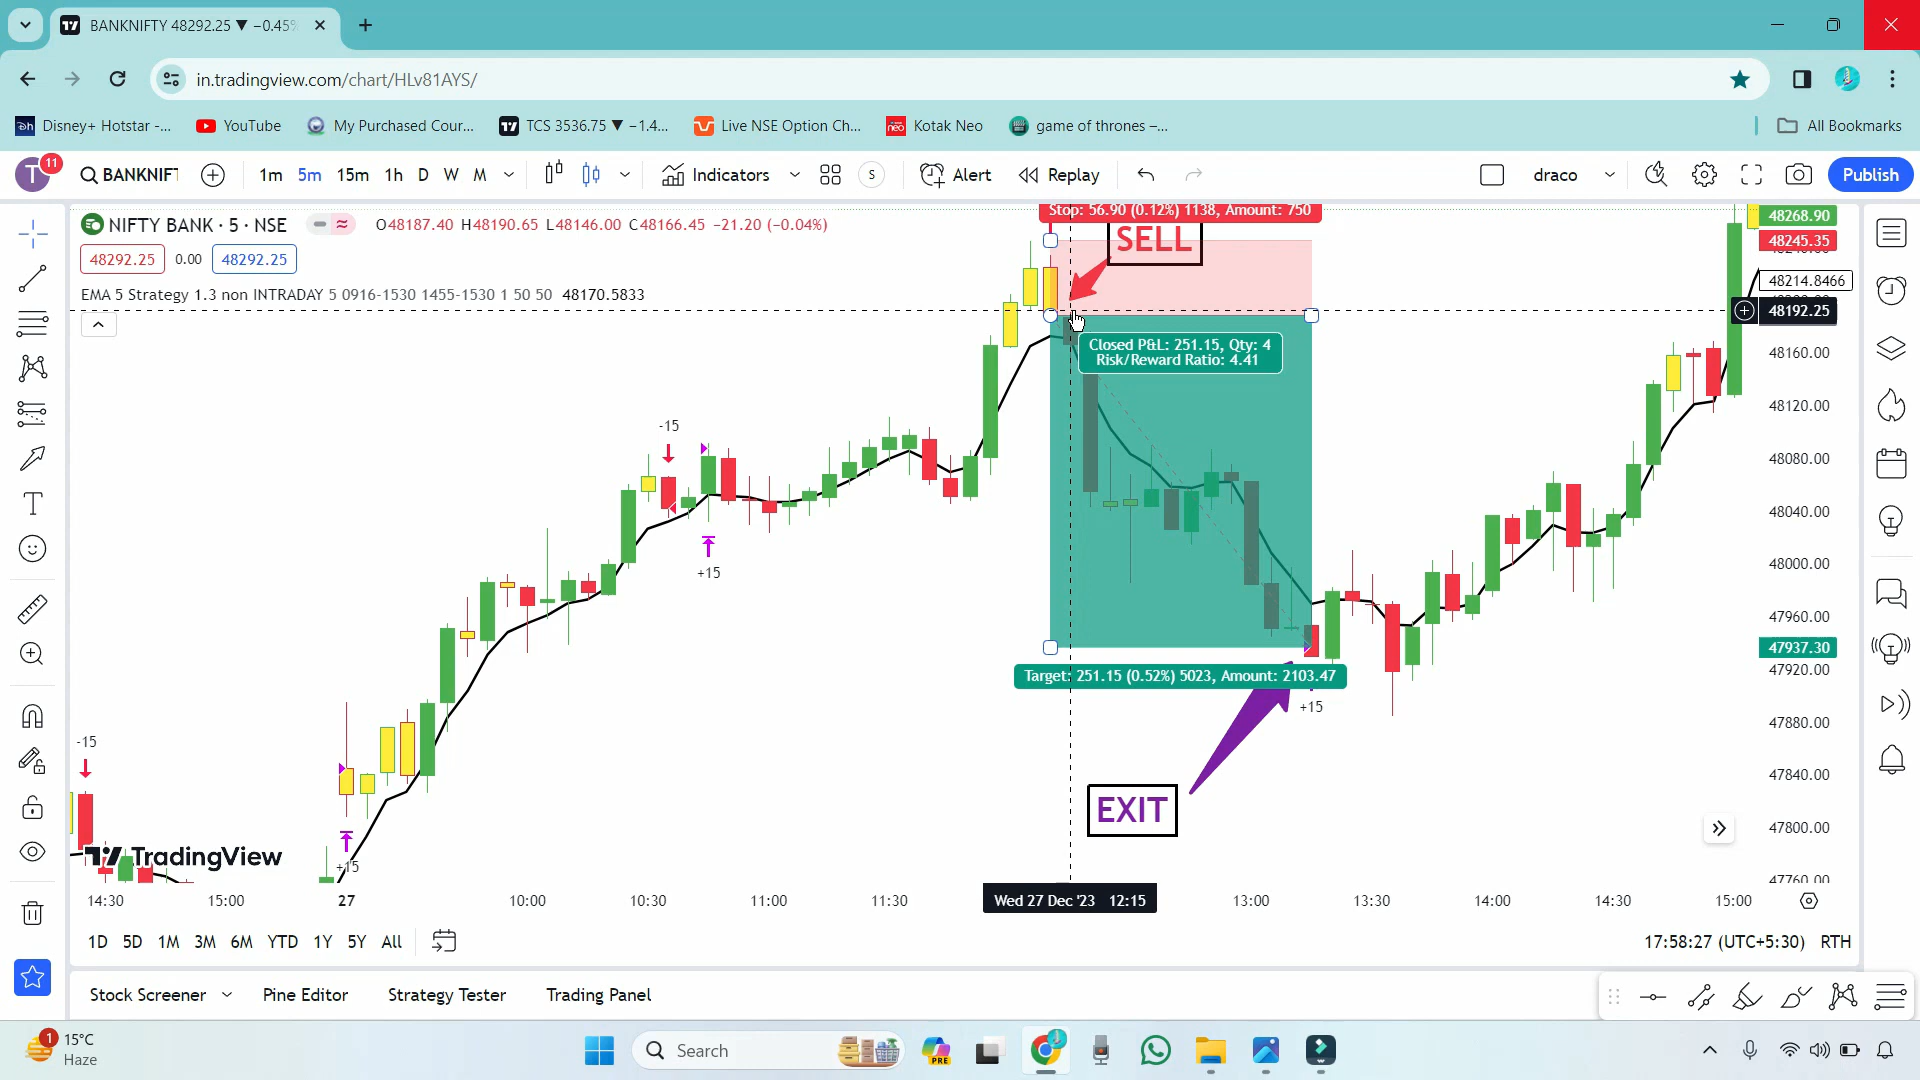 BANKNIFTY 48292.25 ▼ −0.45%
in.tradingview.com/chart/HLv81AYS/
Disney+ Hotstar -...
YouTube
My Purchased Cour...
TCS 3536.75 ▼ −1.4...
Live NSE Option Ch...
Kotak Neo
game of thrones –...
All Bookmarks
T
11
BANKNIFT
1m
5m
15m
1h
D
W
M
Indicators
S
Alert
Replay
draco
Publish
NIFTY BANK · 5 · NSE
O48187.40 H48190.65 L48146.00 C48166.45 −21.20 (−0.04%)
48292.25
0.00
48292.25
EMA 5 Strategy 1.3 non INTRADAY 5 0916-1530 1455-1530 1 50 50 48170.5833
Stop: 56.90 (0.12%) 1138, Amount: 750
SELL
Closed P&L: 251.15, Qty: 4
Risk/Reward Ratio: 4.41
-15
+15
-15
+15
Target: 251.15 (0.52%) 5023, Amount: 2103.47
+15
EXIT
TradingView
48268.90
48245.35
48214.8466
48192.25
48160.00
48120.00
48080.00
48040.00
48000.00
47960.00
47937.30
47920.00
47880.00
47840.00
47800.00
47760.00
14:30
15:00
27
10:00
10:30
11:00
11:30
Wed 27 Dec '23 12:15
13:00
13:30
14:00
14:30
15:00
1D
5D
1M
3M
6M
YTD
1Y
5Y
All
17:58:27 (UTC+5:30)
RTH
Stock Screener
Pine Editor
Strategy Tester
Trading Panel
1
15°C
Haze
Search
PRE